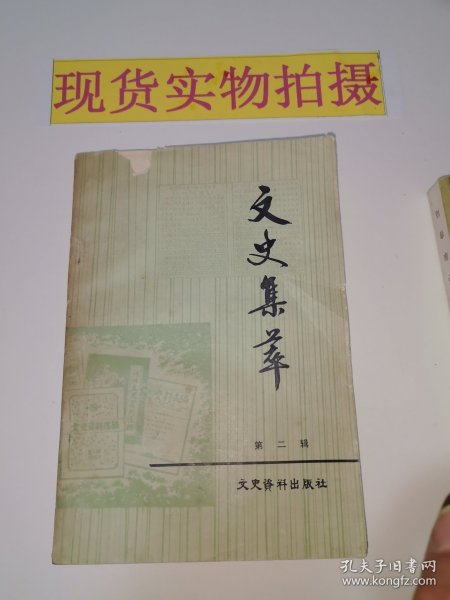 现货实物拍摄
文史集萃
第二辑
文史资料出版社
孔夫子旧书网
www.kongfz.com